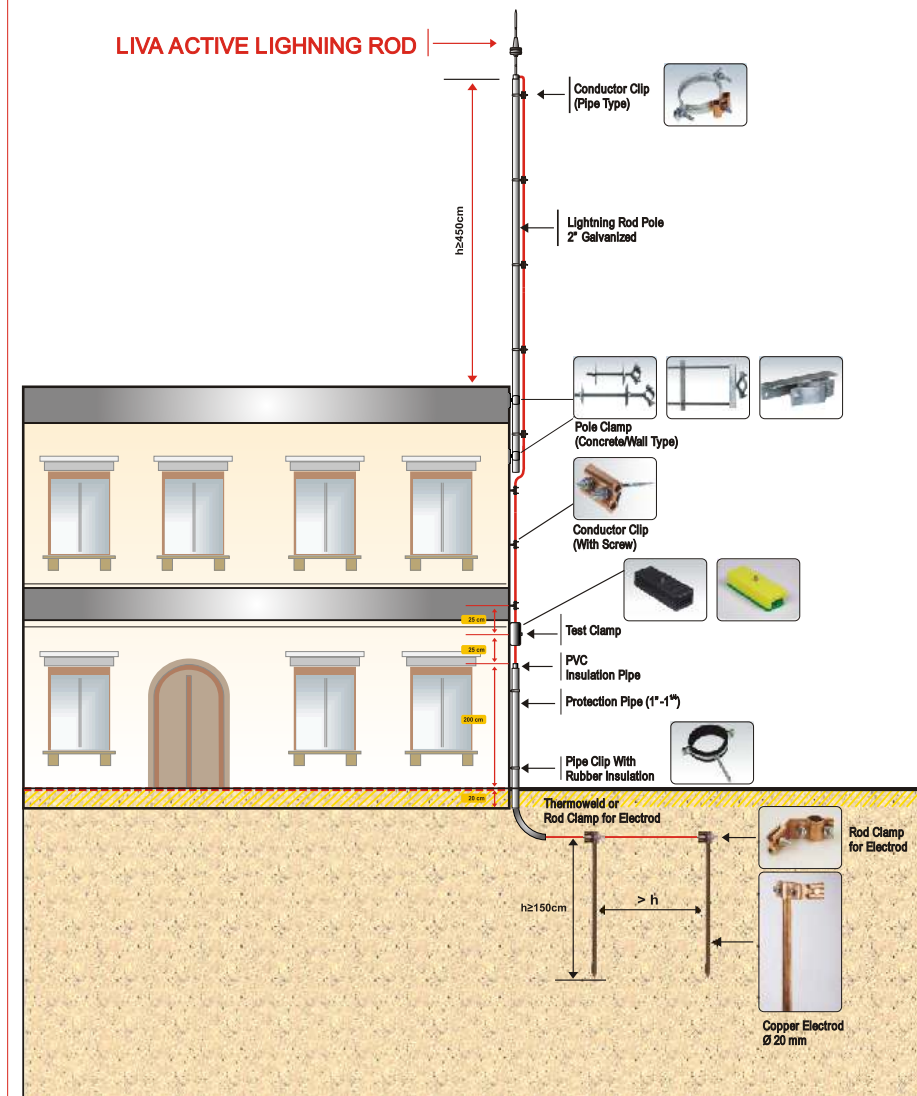 LIVA ACTIVE LIGHNING ROD
Conductor Clip
(Pipe Type)
h≥450cm
Lightning Rod Pole
2" Galvanized
Pole Clamp
(Concrete/Wall Type)
Conductor Clip
(With Screw)
25 cm
Test Clamp
25 cm
PVC
Insulation Pipe
200 cm
Protection Pipe (1"-1¹/⁴")
Pipe Clip With
Rubber Insulation
20 cm
Thermoweld or
Rod Clamp for Electrod
Rod Clamp
for Electrod
h≥150cm
> h
Copper Electrod
Ø 20 mm